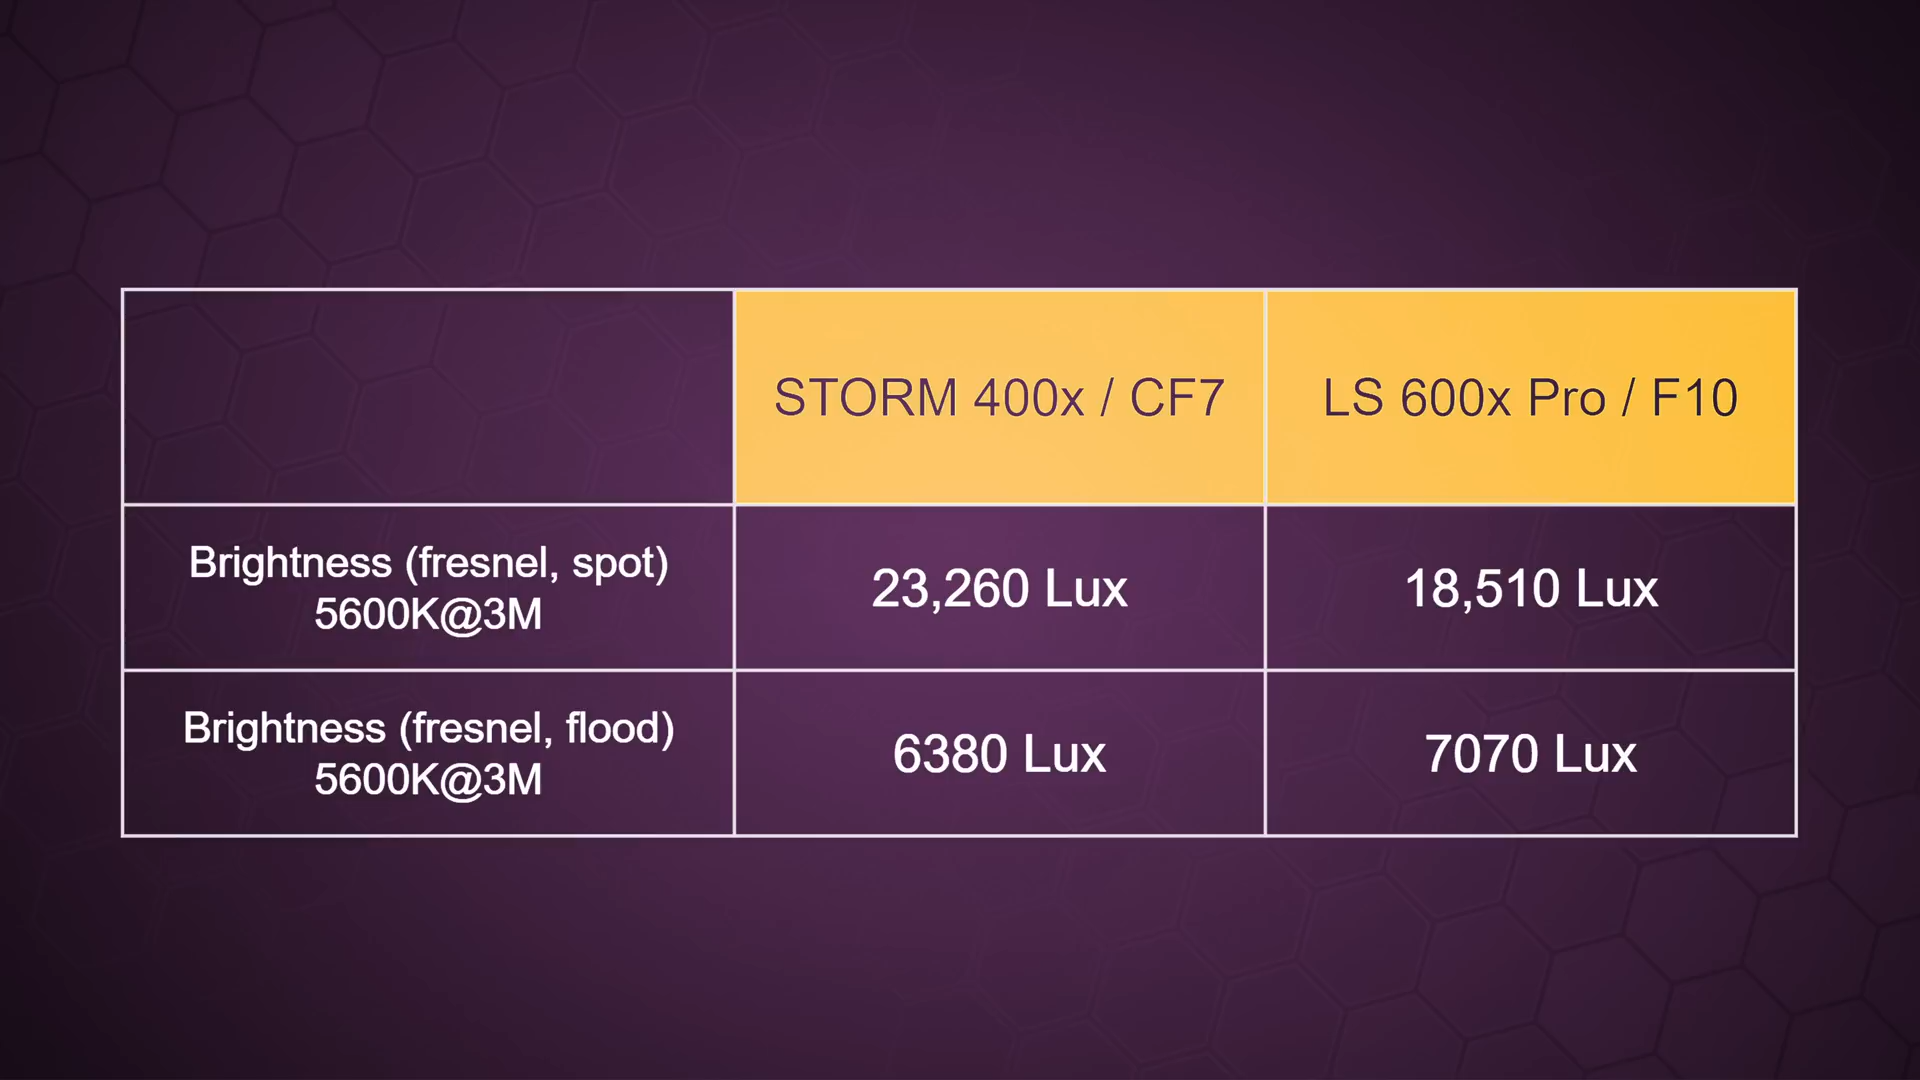 STORM 400x / CF7
LS 600x Pro / F10
Brightness (fresnel, spot)
5600K@3M
23,260 Lux
18,510 Lux
Brightness (fresnel, flood)
5600K@3M
6380 Lux
7070 Lux